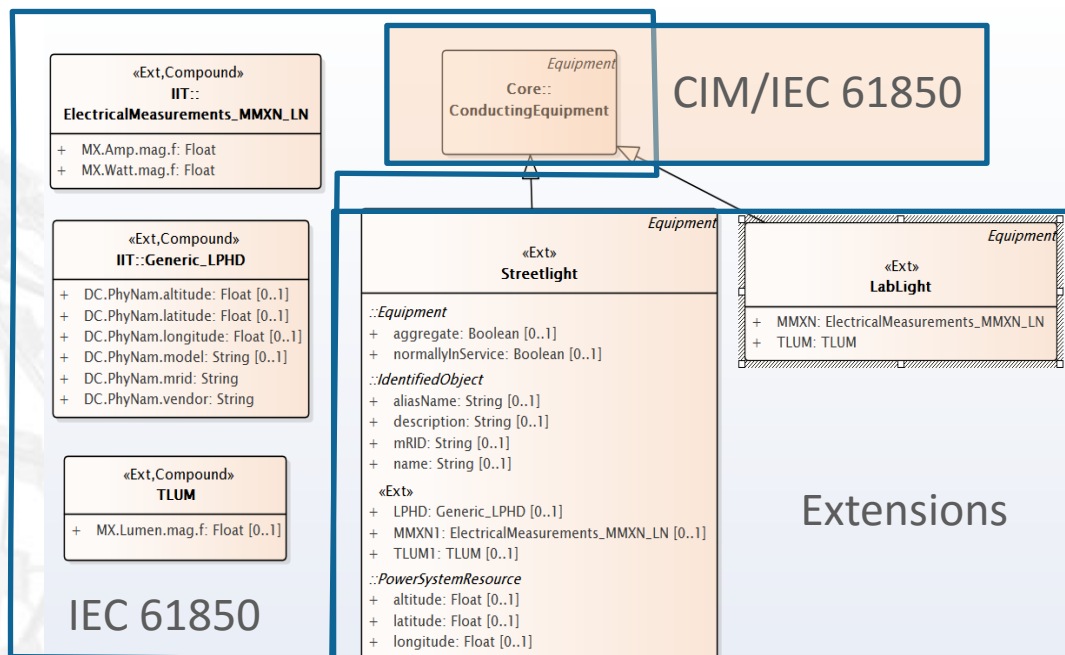 «Ext,Compound»
IIT::
ElectricalMeasurements_MMXN_LN
+ MX.Amp.mag.f: Float
+ MX.Watt.mag.f: Float
Equipment
Core::
ConductingEquipment
CIM/IEC 61850
«Ext,Compound»
IIT::Generic_LPHD
+ DC.PhyNam.altitude: Float [0..1]
+ DC.PhyNam.latitude: Float [0..1]
+ DC.PhyNam.longitude: Float [0..1]
+ DC.PhyNam.model: String [0..1]
+ DC.PhyNam.mrid: String
+ DC.PhyNam.vendor: String
«Ext,Compound»
TLUM
+ MX.Lumen.mag.f: Float [0..1]
IEC 61850
Equipment
«Ext»
Streetlight
::Equipment
+ aggregate: Boolean [0..1]
+ normallyInService: Boolean [0..1]
::IdentifiedObject
+ aliasName: String [0..1]
+ description: String [0..1]
+ mRID: String [0..1]
+ name: String [0..1]
«Ext»
+ LPHD: Generic_LPHD [0..1]
+ MMXN1: ElectricalMeasurements_MMXN_LN [0..1]
+ TLUM1: TLUM [0..1]
::PowerSystemResource
+ altitude: Float [0..1]
+ latitude: Float [0..1]
+ longitude: Float [0..1]
Equipment
«Ext»
LabLight
+ MMXN: ElectricalMeasurements_MMXN_LN
+ TLUM: TLUM
Extensions